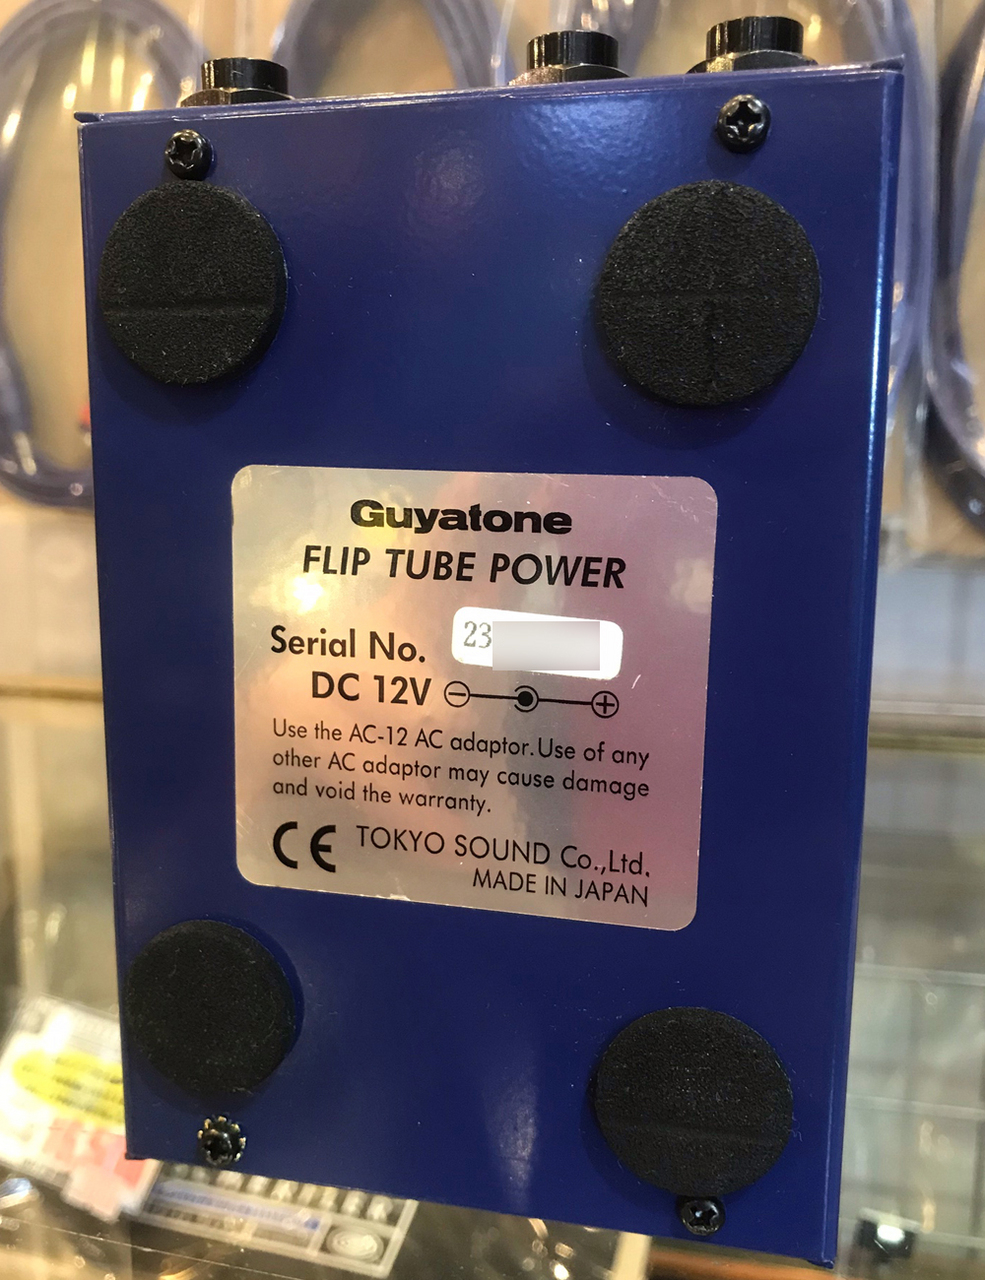 Guyatone
FLIP TUBE POWER
Serial No. 23
DC 12V
Use the AC-12 AC adaptor. Use of any
other AC adaptor may cause damage
and void the warranty.
CE TOKYO SOUND Co.,Ltd.
MADE IN JAPAN